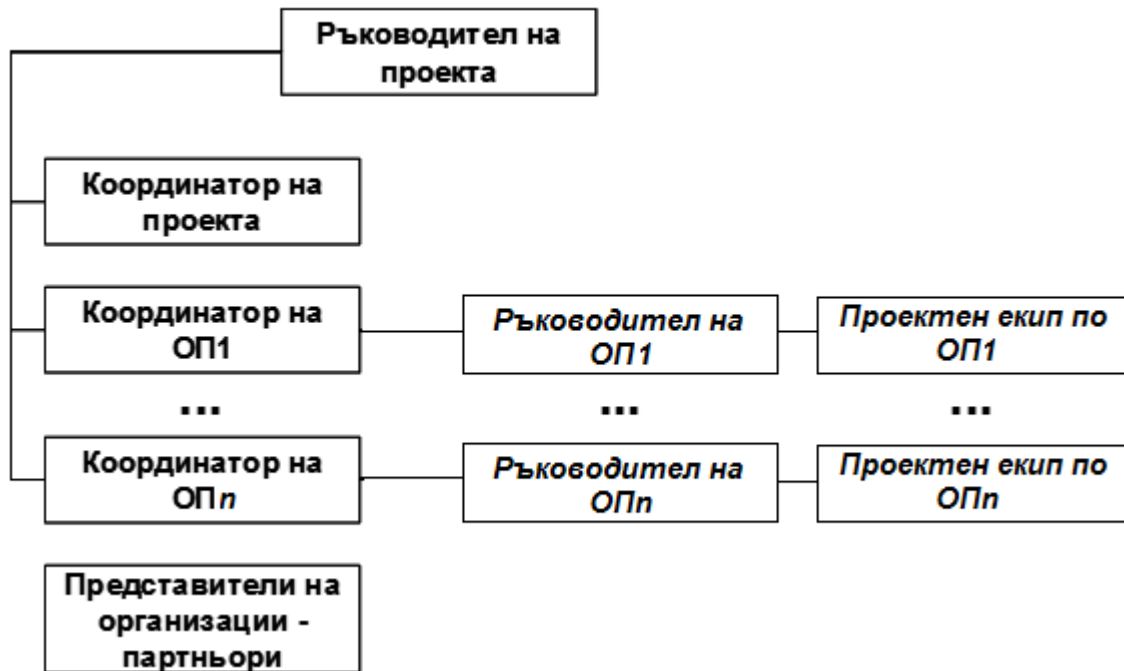 Ръководител на
проекта
Координатор на
проекта
Координатор на
ОП1
Ръководител на
ОП1
Проектен екип по
ОП1
...
...
...
Координатор на
ОПn
Ръководител на
ОПn
Проектен екип по
ОПn
Представители на
организации -
партньори